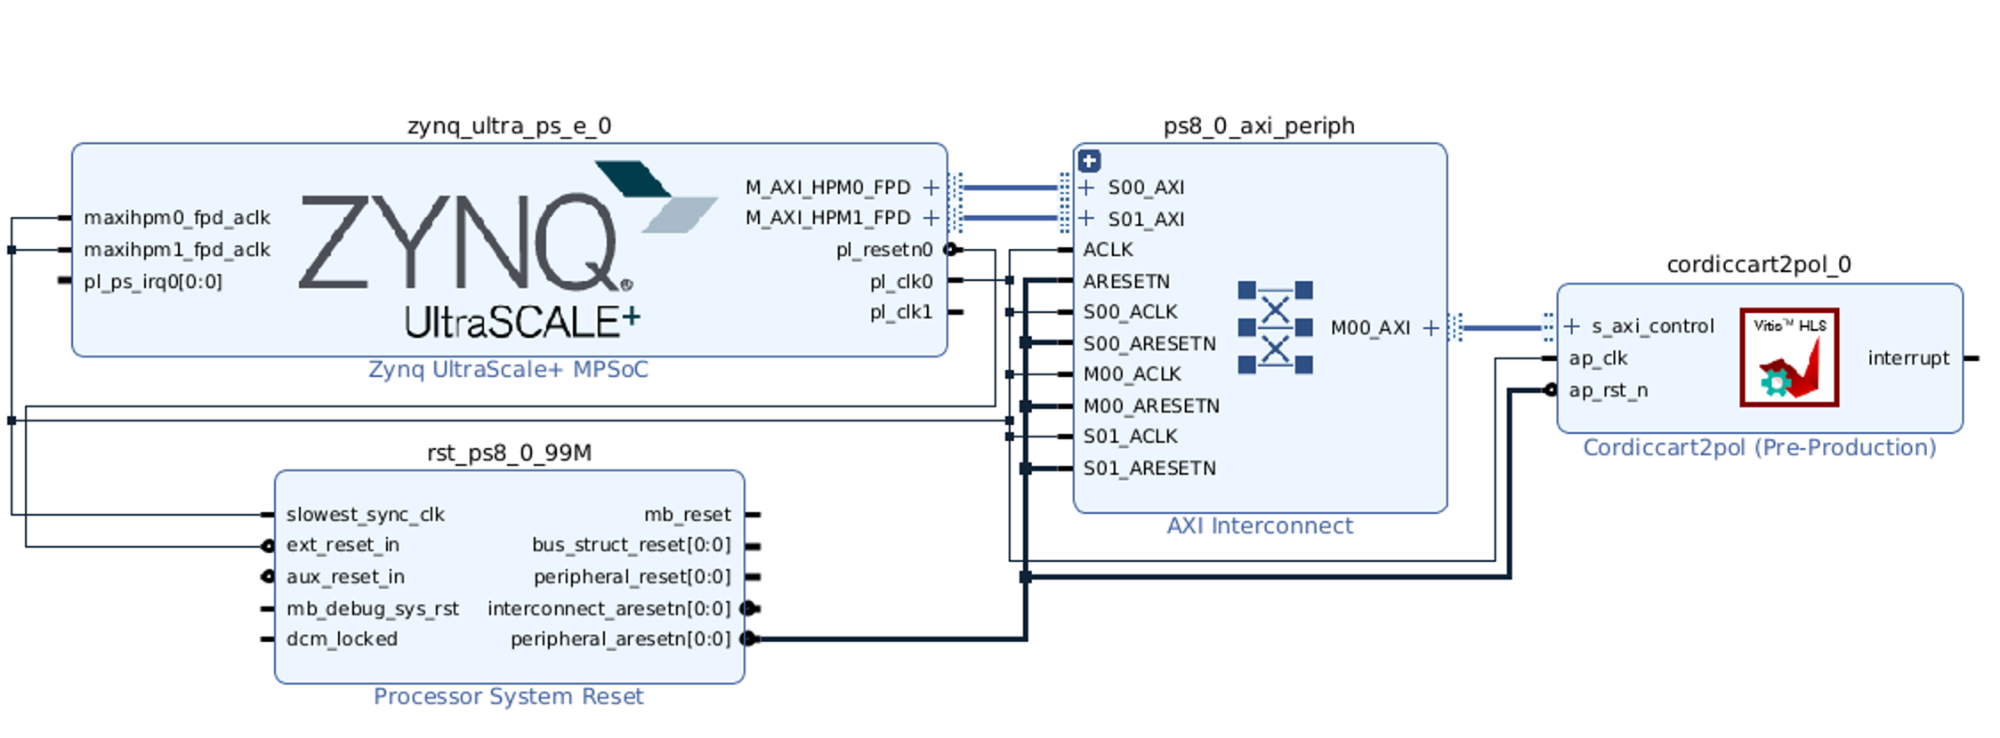 zynq_ultra_ps_e_0
maxihpm0_fpd_aclk
maxihpm1_fpd_aclk
pl_ps_irq0[0:0]
ZYNQ®
UltraSCALE+
M_AXI_HPM0_FPD
M_AXI_HPM1_FPD
pl_resetn0
pl_clk0
pl_clk1
Zynq UltraScale+ MPSoC
rst_ps8_0_99M
slowest_sync_clk
ext_reset_in
aux_reset_in
mb_debug_sys_rst
dcm_locked
mb_reset
bus_struct_reset[0:0]
peripheral_reset[0:0]
interconnect_aresetn[0:0]
peripheral_aresetn[0:0]
Processor System Reset
ps8_0_axi_periph
S00_AXI
S01_AXI
ACLK
ARESETN
S00_ACLK
S00_ARESETN
M00_ACLK
M00_ARESETN
S01_ACLK
S01_ARESETN
M00_AXI
AXI Interconnect
cordiccart2pol_0
s_axi_control
ap_clk
ap_rst_n
Vitis™ HLS
interrupt
Cordiccart2pol (Pre-Production)